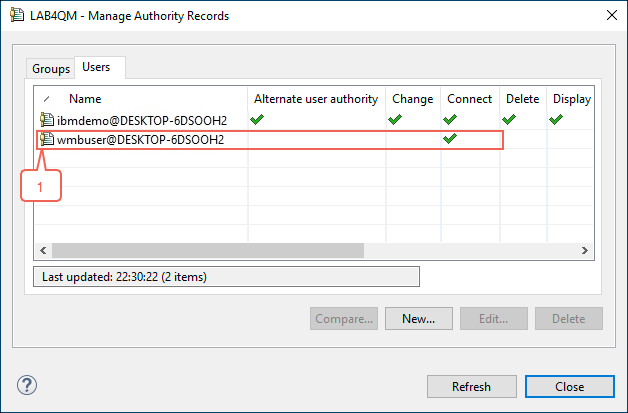 LAB4QM - Manage Authority Records
Groups
Users
Name Alternate user authority Change Connect Delete Display
ibmdemo@DESKTOP-6DSOOH2
wmbuser@DESKTOP-6DSOOH2
1
Last updated: 22:30:22 (2 items)
Compare... New... Edit... Delete
? Refresh Close